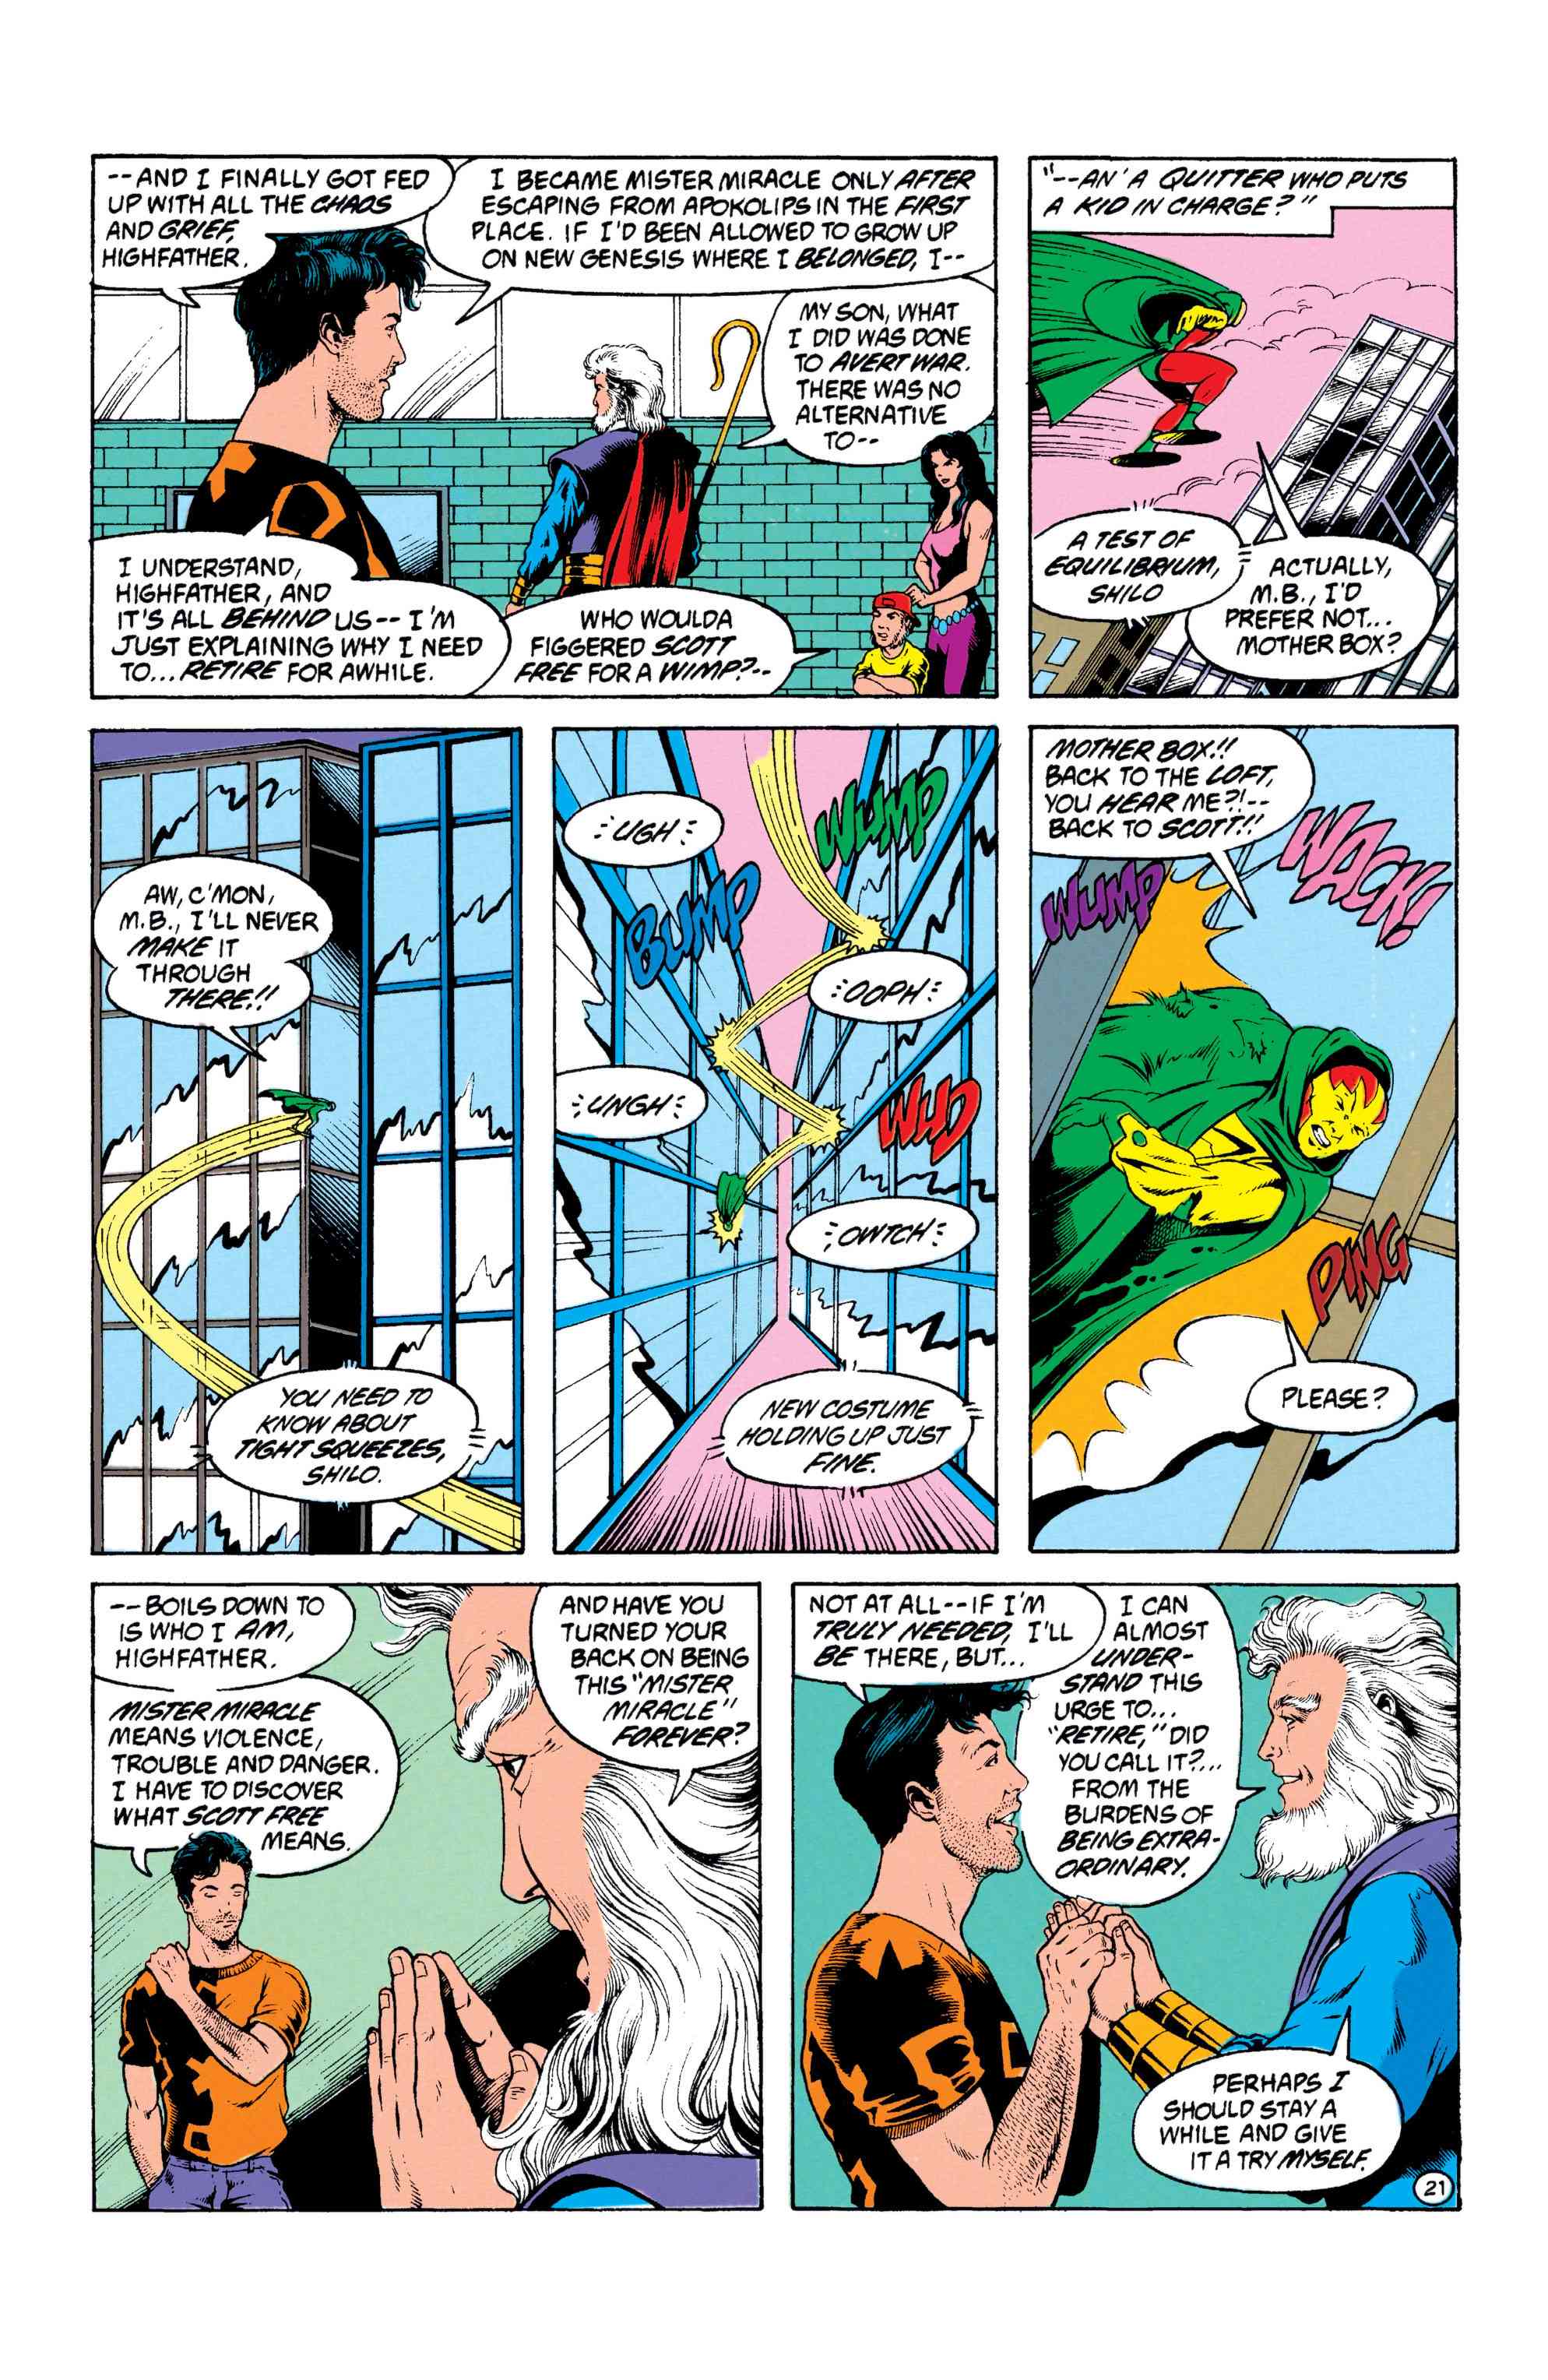 --AND I FINALLY GOT FED
UP WITH ALL THE CHAOS
AND GRIEF,
HIGHFATHER.
I BECAME MISTER MIRACLE ONLY AFTER
ESCAPING FROM APOKOLIPS IN THE FIRST
PLACE. IF I'D BEEN ALLOWED TO GROW UP
ON NEW GENESIS WHERE I BELONGED, I--
MY SON, WHAT
I DID WAS DONE
TO AVERT WAR.
THERE WAS NO
ALTERNATIVE
TO--
I UNDERSTAND,
HIGHFATHER, AND
IT'S ALL BEHIND US-- I'M
JUST EXPLAINING WHY I NEED
TO... RETIRE FOR AWHILE.
WHO WOULDA
FIGGERED SCOTT
FREE FOR A WIMP?--
"--AN' A QUITTER WHO PUTS
A KID IN CHARGE?"
A TEST OF
EQUILIBRIUM,
SHILO
ACTUALLY,
M.B., I'D
PREFER NOT...
MOTHER BOX?
AW, C'MON,
M.B., I'LL NEVER
MAKE IT
THROUGH
THERE!!
YOU NEED TO
KNOW ABOUT
TIGHT SQUEEZES,
SHILO.
UGH
WUMP
BUMP
OOPH
UNGH
WUD
OWTCH
NEW COSTUME
HOLDING UP JUST
FINE.
MOTHER BOX!!
BACK TO THE LOFT,
YOU HEAR ME?!--
BACK TO SCOTT!!
WACK!
WUMP
PING
PLEASE?
--BOILS DOWN TO
IS WHO I AM,
HIGHFATHER.
MISTER MIRACLE
MEANS VIOLENCE,
TROUBLE AND DANGER.
I HAVE TO DISCOVER
WHAT SCOTT FREE
MEANS.
AND HAVE YOU
TURNED YOUR
BACK ON BEING
THIS "MISTER
MIRACLE"
FOREVER?
NOT AT ALL--IF I'M
TRULY NEEDED, I'LL
BE THERE, BUT...
I CAN
ALMOST
UNDER-
STAND THIS
URGE TO...
"RETIRE," DID
YOU CALL IT?...
FROM THE
BURDENS OF
BEING EXTRA-
ORDINARY.
PERHAPS I
SHOULD STAY A
WHILE AND GIVE
IT A TRY MYSELF.
21